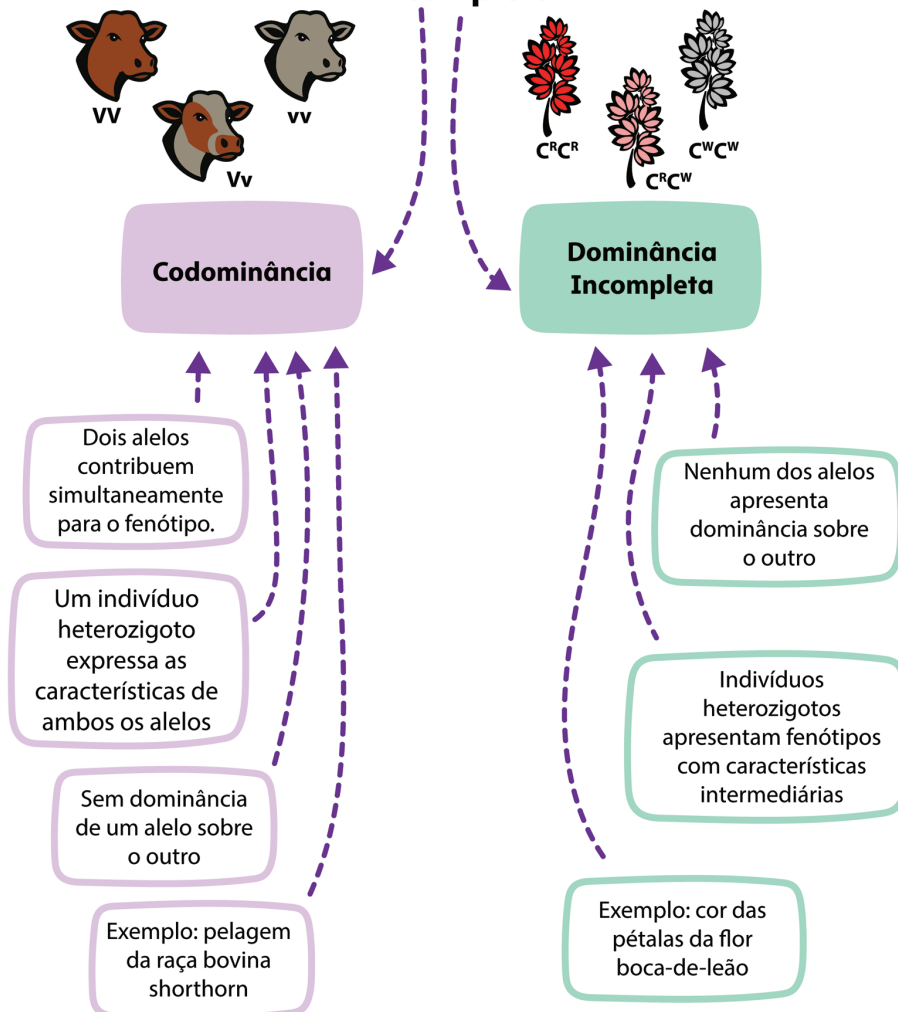 VV
vv
Vv
CᴿCᴿ
CᵂCᵂ
CᴿCᵂ
Codominância
Dominância
Incompleta
Dois alelos
contribuem
simultaneamente
para o fenótipo.
Um indivíduo
heterozigoto
expressa as
características de
ambos os alelos
Sem dominância
de um alelo sobre
o outro
Exemplo: pelagem
da raça bovina
shorthorn
Nenhum dos alelos
apresenta
dominância sobre
o outro
Indivíduos
heterozigotos
apresentam fenótipos
com características
intermediárias
Exemplo: cor das
pétalas da flor
boca-de-leão